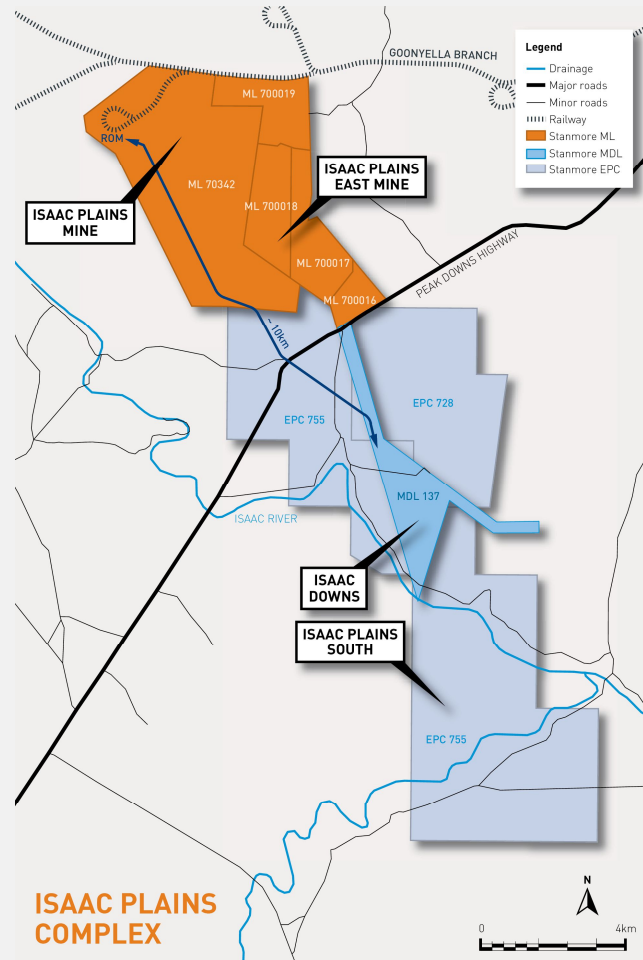 GOONYELLA BRANCH
Legend
Drainage
Major roads
Minor roads
Railway
Stanmore ML
Stanmore MDL
Stanmore EPC
ML 700019
ROM
ML 70342
ISAAC PLAINS
EAST MINE
ML 700018
ISAAC PLAINS
MINE
ML 700017
PEAK DOWNS HIGHWAY
ML 700016
~ 10km
EPC 755
EPC 728
MDL 137
ISAAC RIVER
ISAAC
DOWNS
ISAAC PLAINS
SOUTH
EPC 755
ISAAC PLAINS
COMPLEX
N
0
4km